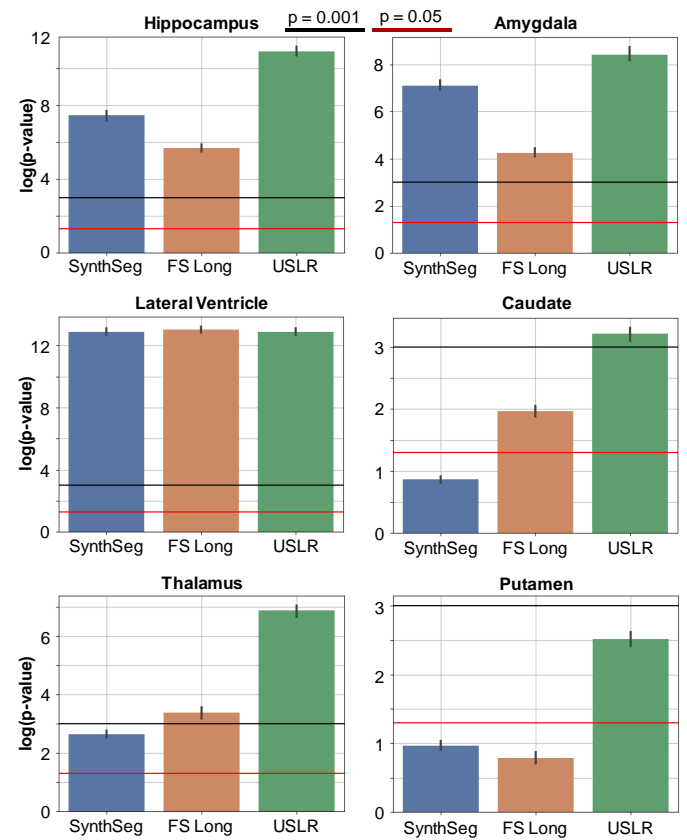 p = 0.001 p = 0.05
Hippocampus
log(p-value)
12
8
4
0
SynthSeg FS Long USLR
Amygdala
8
6
4
2
0
SynthSeg FS Long USLR
Lateral Ventricle
log(p-value)
12
8
4
0
SynthSeg FS Long USLR
Caudate
3
2
1
0
SynthSeg FS Long USLR
Thalamus
log(p-value)
6
4
2
0
SynthSeg FS Long USLR
Putamen
3
2
1
0
SynthSeg FS Long USLR